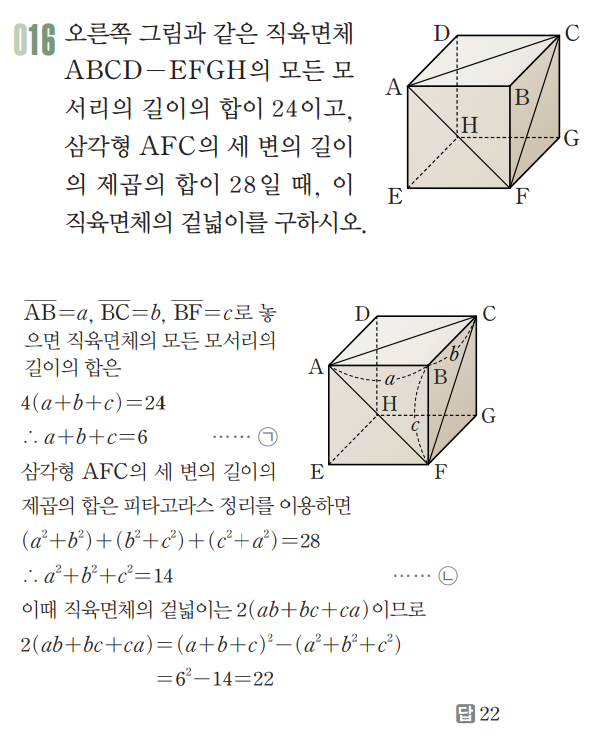 016 오른쪽 그림과 같은 직육면체
ABCD-EFGH의 모든 모
서리의 길이의 합이 24이고,
삼각형 AFC의 세 변의 길이
의 제곱의 합이 28일 때, 이
직육면체의 겉넓이를 구하시오.
D C
A B
H G
E F
AB=a, BC=b, BF=c로 놓
으면 직육면체의 모든 모서리의
길이의 합은
4(a+b+c)=24
∴ a+b+c=6 …… ㉠
삼각형 AFC의 세 변의 길이의
제곱의 합은 피타고라스 정리를 이용하면
(a²+b²)+(b²+c²)+(c²+a²)=28
∴ a²+b²+c²=14 …… ㉡
이때 직육면체의 겉넓이는 2(ab+bc+ca)이므로
2(ab+bc+ca)=(a+b+c)²-(a²+b²+c²)
=6²-14=22
D C
A a B b
H c G
E F
답 22